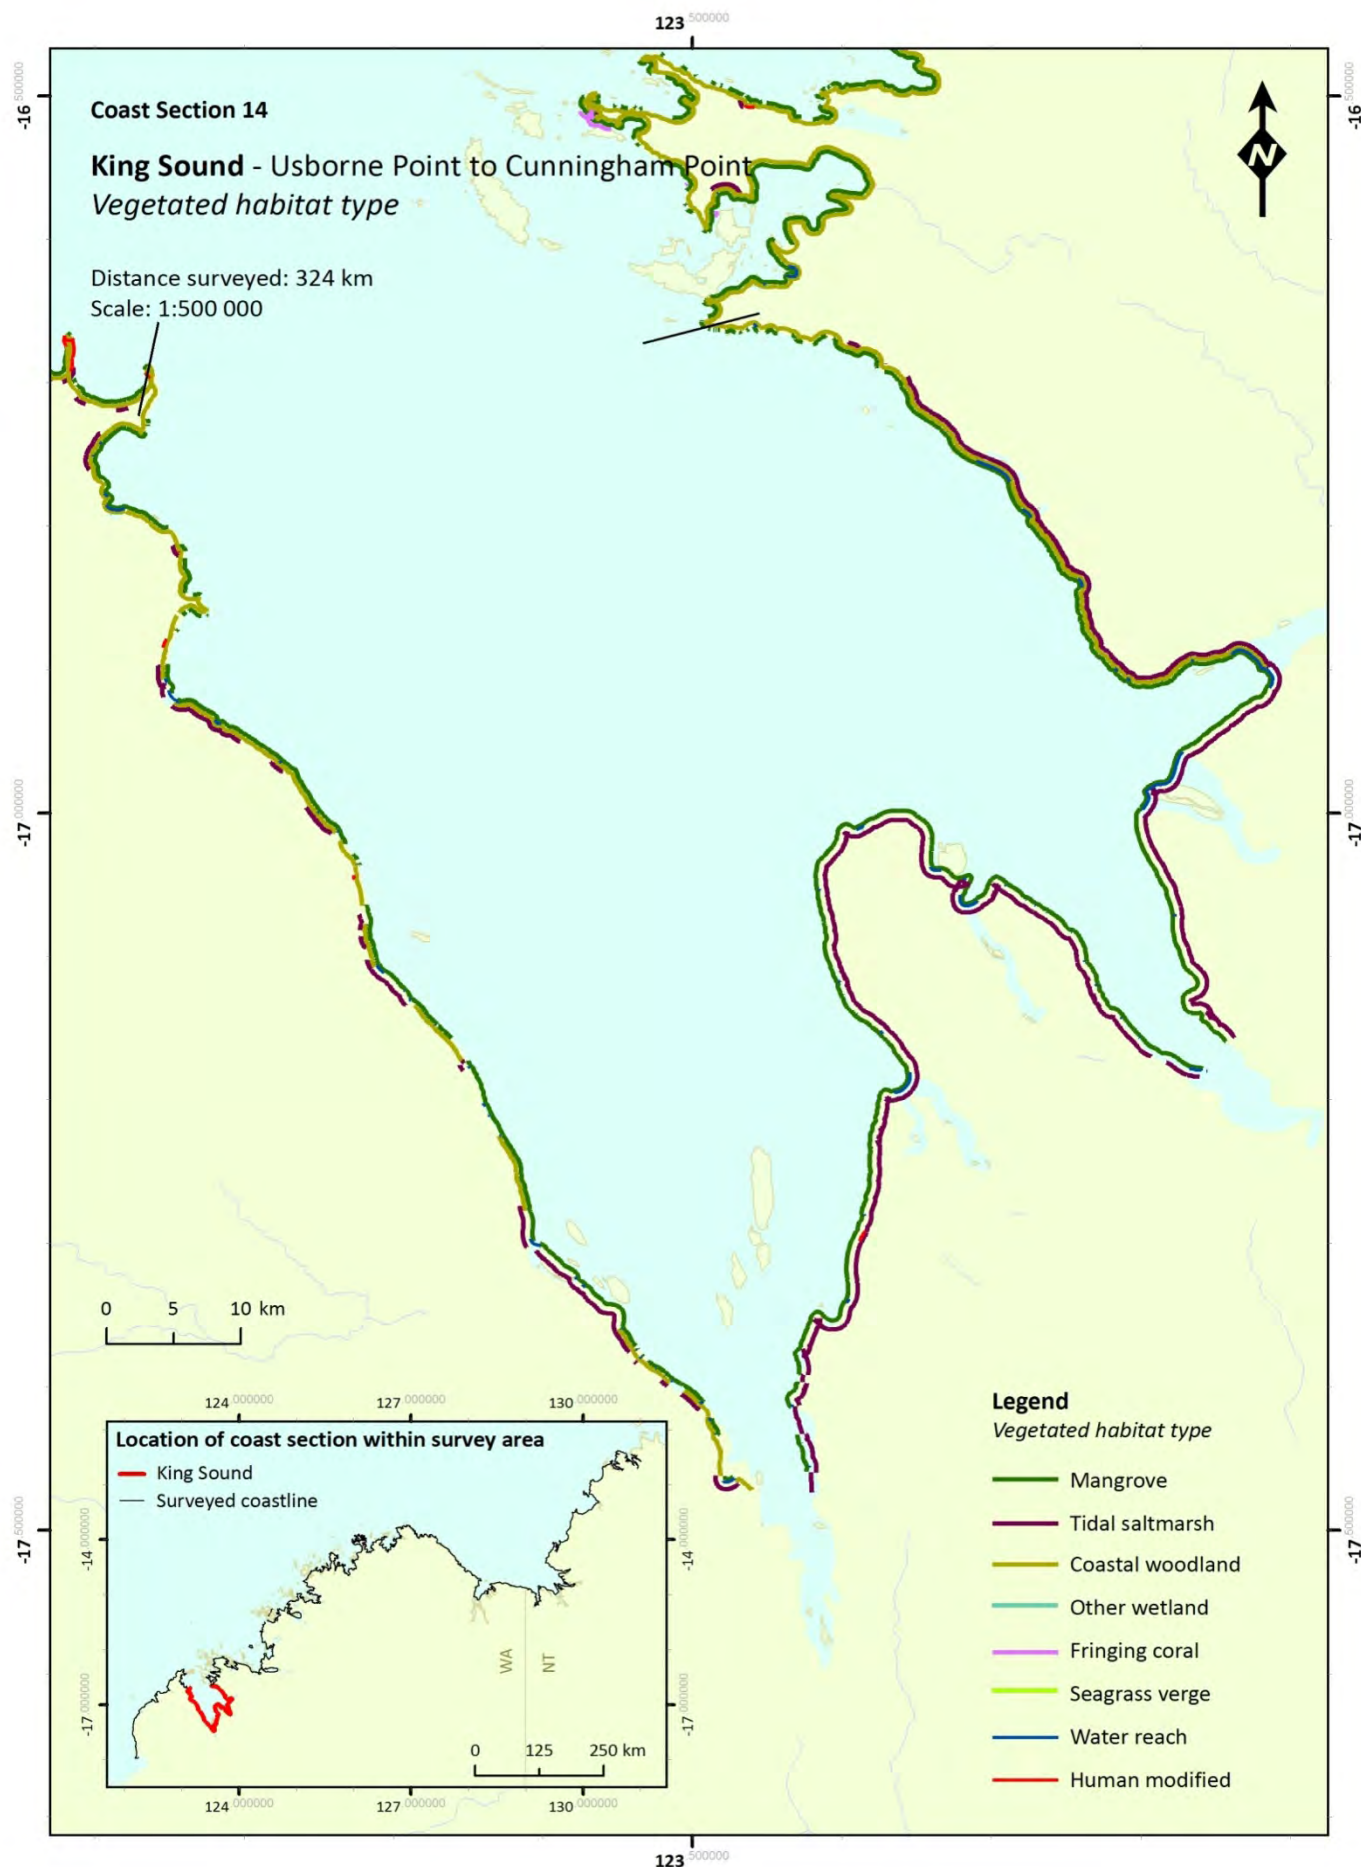 123.500000
-16.500000
-16.500000
Coast Section 14
King Sound - Usborne Point to Cunningham Point
Vegetated habitat type
Distance surveyed: 324 km
Scale: 1:500 000
N
-17.000000
-17.000000
0 5 10 km
124.000000 127.000000 130.000000
Location of coast section within survey area
King Sound
Surveyed coastline
-14.000000
-14.000000
WA
NT
-17.000000
-17.000000
0 125 250 km
124.000000 127.000000 130.000000
Legend
Vegetated habitat type
Mangrove
Tidal saltmarsh
Coastal woodland
Other wetland
Fringing coral
Seagrass verge
Water reach
Human modified
-17.500000
-17.500000
123.500000